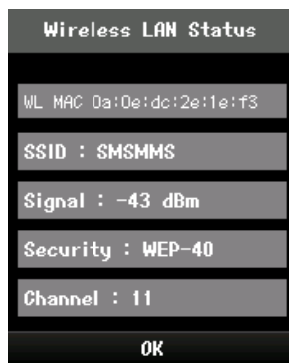 Wireless LAN Status
WL MAC 0a:0e:dc:2e:1e:f3
SSID : SMSMMS
Signal : -43 dBm
Security : WEP-40
Channel : 11
OK